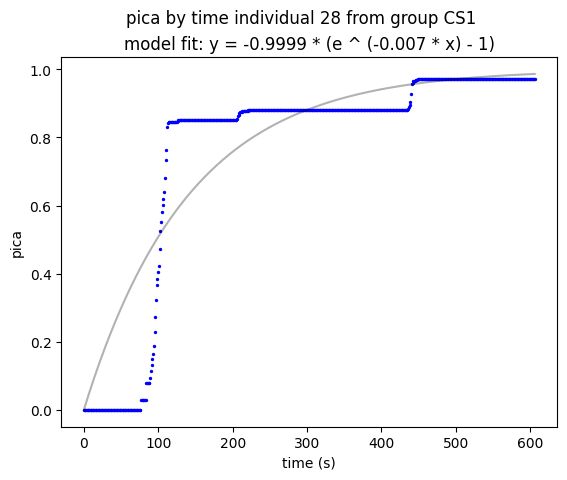 pica by time individual 28 from group CS1
model fit: y = -0.9999 * (e ^ (-0.007 * x) - 1)
1.0
0.8
0.6
0.4
0.2
0.0
pica
0 100 200 300 400 500 600
time (s)